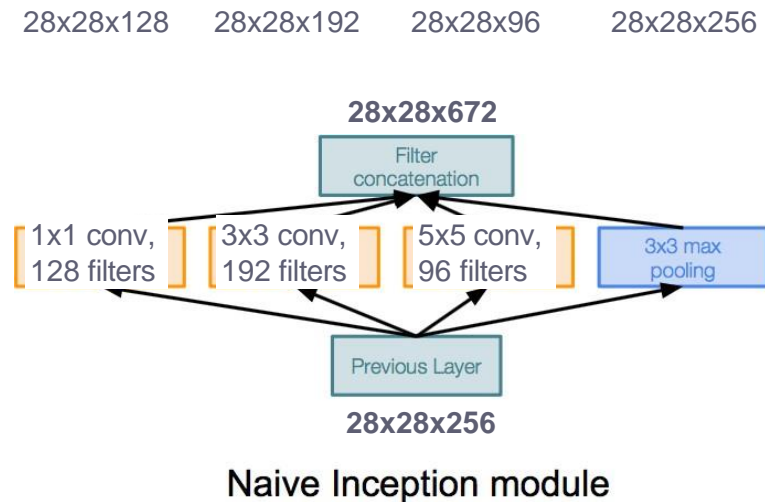 28x28x128 28x28x192 28x28x96 28x28x256
28x28x672
Filter
concatenation
1x1 conv,
128 filters
3x3 conv,
192 filters
5x5 conv,
96 filters
3x3 max
pooling
Previous Layer
28x28x256
Naive Inception module